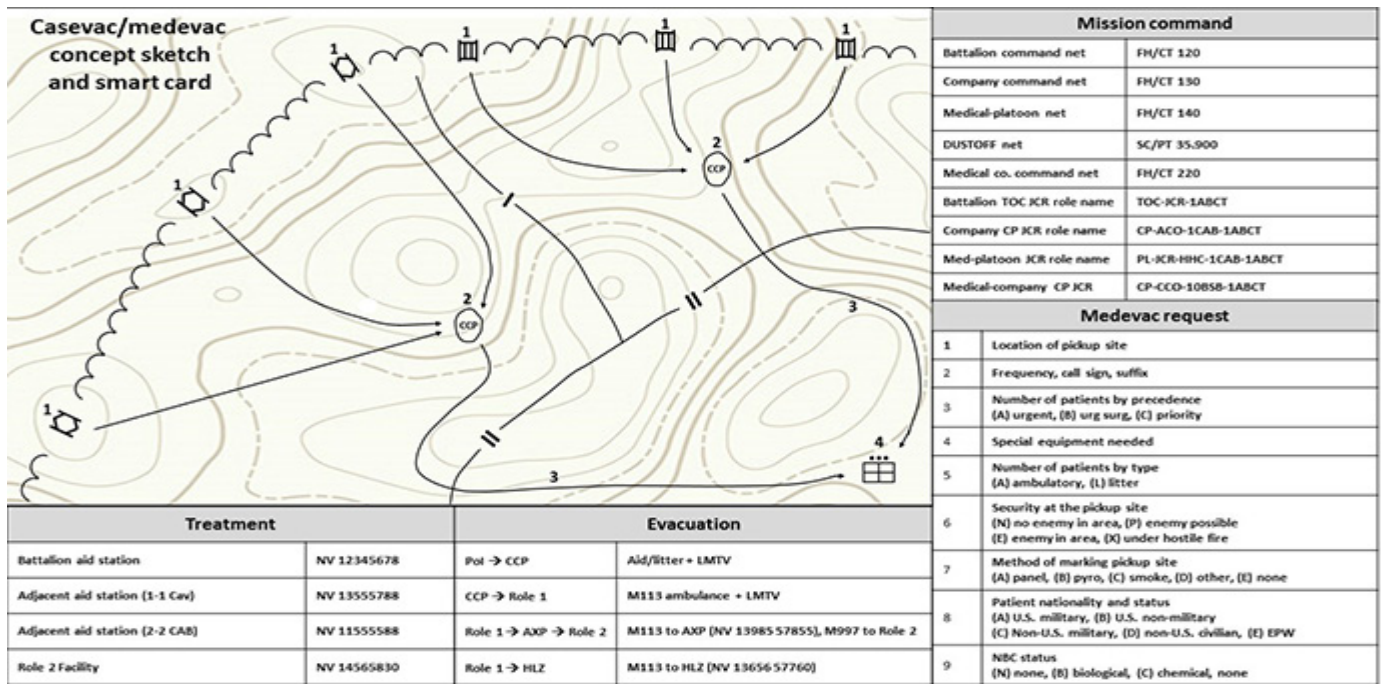 Casevac/medevac
concept sketch
and smart card
1
1
1
1
1
1
2
CCP
2
CCP
3
3
4
Treatment
Battalion aid station NV 12345678
Adjacent aid station (1-1 Cav) NV 13555788
Adjacent aid station (2-2 CAB) NV 11555588
Role 2 Facility NV 14565830
Evacuation
PoI → CCP Aid/litter + LMTV
CCP → Role 1 M113 ambulance + LMTV
Role 1 → AXP → Role 2 M113 to AXP (NV 13985 57855), M997 to Role 2
Role 1 → HLZ M113 to HLZ (NV 13656 57760)
Mission command
Battalion command net FH/CT 120
Company command net FH/CT 130
Medical-platoon net FH/CT 140
DUSTOFF net SC/PT 35.900
Medical co. command net FH/CT 220
Battalion TOC JCR role name TOC-JCR-1ABCT
Company CP JCR role name CP-ACO-1CAB-1ABCT
Med-platoon JCR role name PL-JCR-HHC-1CAB-1ABCT
Medical-company CP JCR CP-CCO-10BSB-1ABCT
Medevac request
1 Location of pickup site
2 Frequency, call sign, suffix
3 Number of patients by precedence
(A) urgent, (B) urg surg, (C) priority
4 Special equipment needed
5 Number of patients by type
(A) ambulatory, (L) litter
6 Security at the pickup site
(N) no enemy in area, (P) enemy possible
(E) enemy in area, (X) under hostile fire
7 Method of marking pickup site
(A) panel, (B) pyro, (C) smoke, (D) other, (E) none
8 Patient nationality and status
(A) U.S. military, (B) U.S. non-military
(C) Non-U.S. military, (D) non-U.S. civilian, (E) EPW
9 NBC status
(N) none, (B) biological, (C) chemical, none